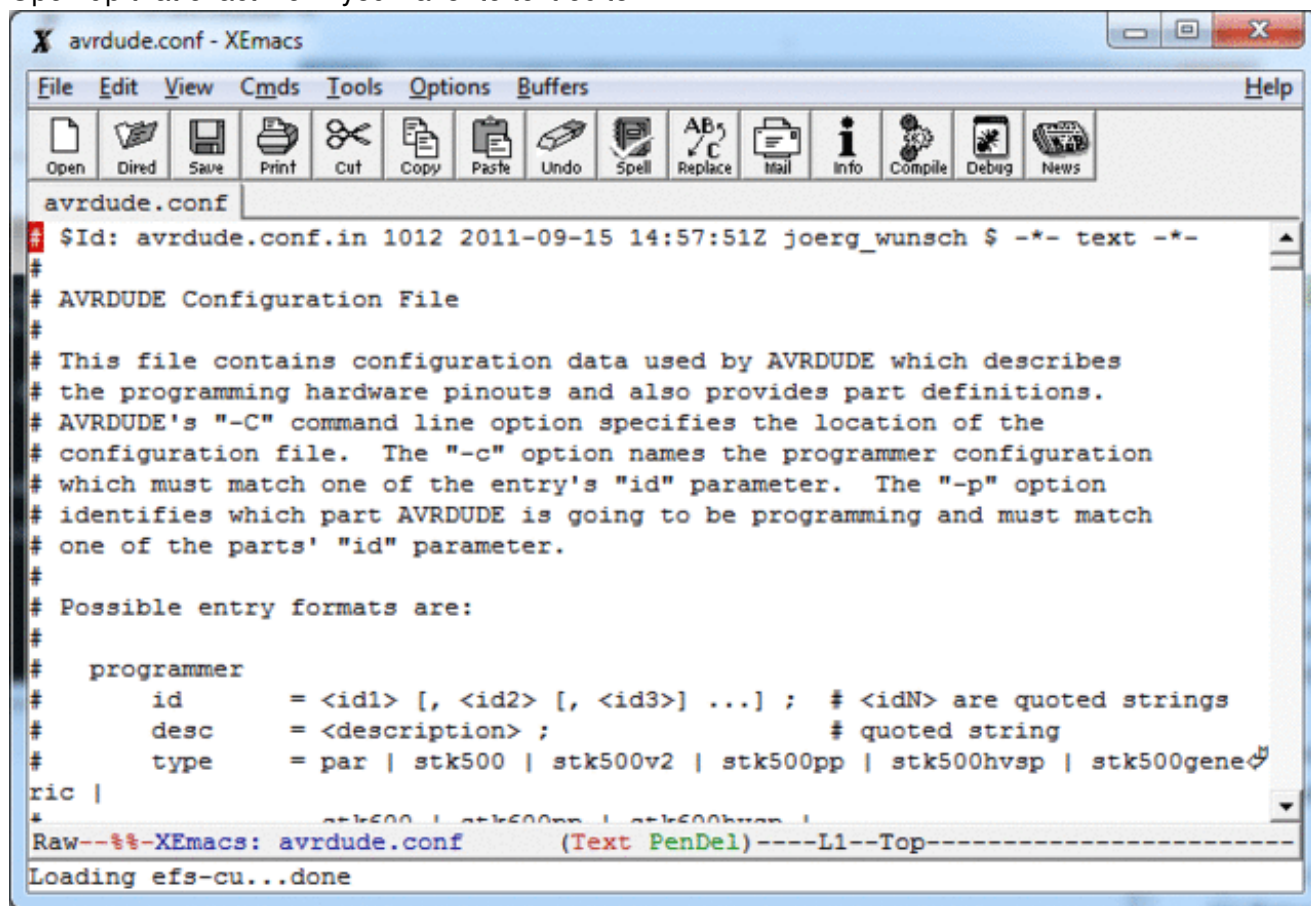 avrdude.conf - XEmacs
File Edit View Cmds Tools Options Buffers Help
Open Dired Save Print Cut Copy Paste Undo Spell Replace Mail Info Compile Debug News
avrdude.conf
# $Id: avrdude.conf.in 1012 2011-09-15 14:57:51Z joerg_wunsch $ -*- text -*-
#
# AVRDUDE Configuration File
#
# This file contains configuration data used by AVRDUDE which describes
# the programming hardware pinouts and also provides part definitions.
# AVRDUDE's "-C" command line option specifies the location of the
# configuration file.  The "-c" option names the programmer configuration
# which must match one of the entry's "id" parameter.  The "-p" option
# identifies which part AVRDUDE is going to be programming and must match
# one of the parts' "id" parameter.
#
# Possible entry formats are:
#
#   programmer
#       id       = <id1> [, <id2> [, <id3>] ...] ;  # <idN> are quoted strings
#       desc     = <description> ;                  # quoted string
#       type     = par | stk500 | stk500v2 | stk500pp | stk500hvsp | stk500gene
ric |
#                  stk600 | stk600pp | stk600hvsp |
Raw--%%-XEmacs: avrdude.conf      (Text PenDel)----L1--Top-------------------------
Loading efs-cu...done